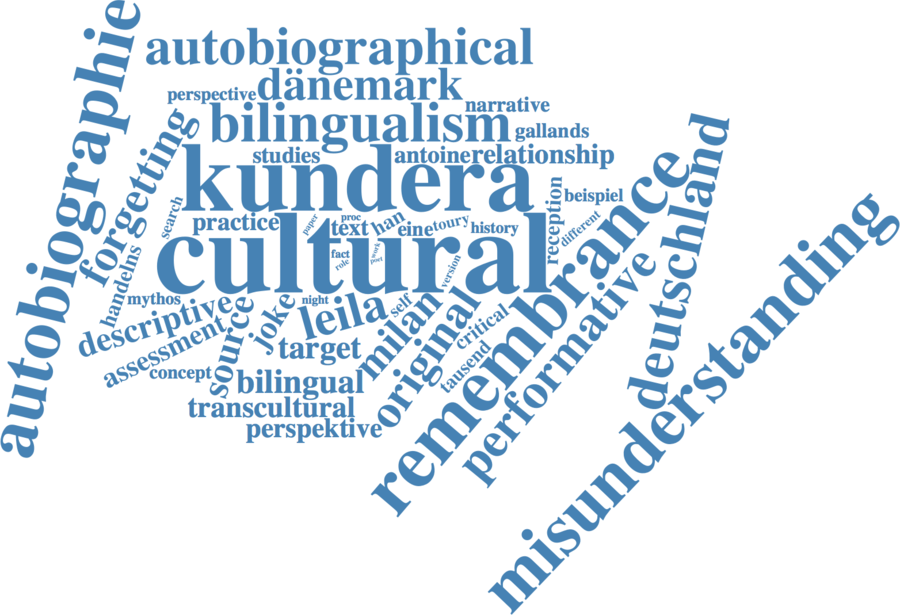 autobiographie
autobiographical
dänemark
perspective
narrative
bilingualism
gallands
forgetting
studies
antoine
relationship
kundera
remembrance
deutschland
beispiel
reception
search
practice
paper
proc
text
han
eine
toury
history
different
cultural
fact
role
work
poet
version
handelns
mythos
night
self
descriptive
leila
milan
original
critical
tausend
performative
misunderstanding
assessment
source
joke
target
concept
bilingual
transcultural
perspektive